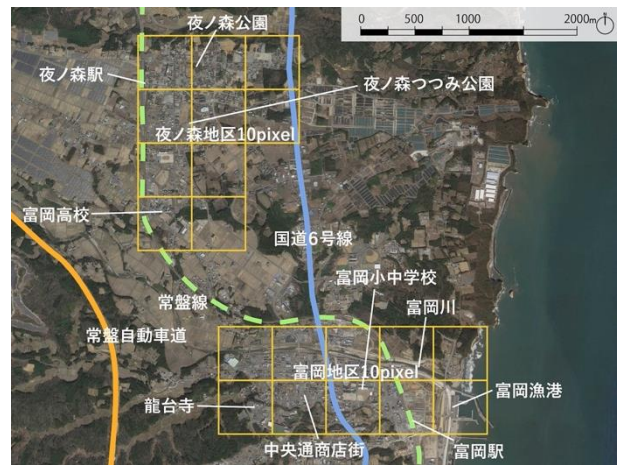 0 500 1000 2000m
夜ノ森公園
夜ノ森駅
夜ノ森つつみ公園
夜ノ森地区10pixel
富岡高校
国道6号線
富岡小中学校
常盤線
富岡川
常盤自動車道
富岡地区10pixel
富岡漁港
龍台寺
中央通商店街
富岡駅